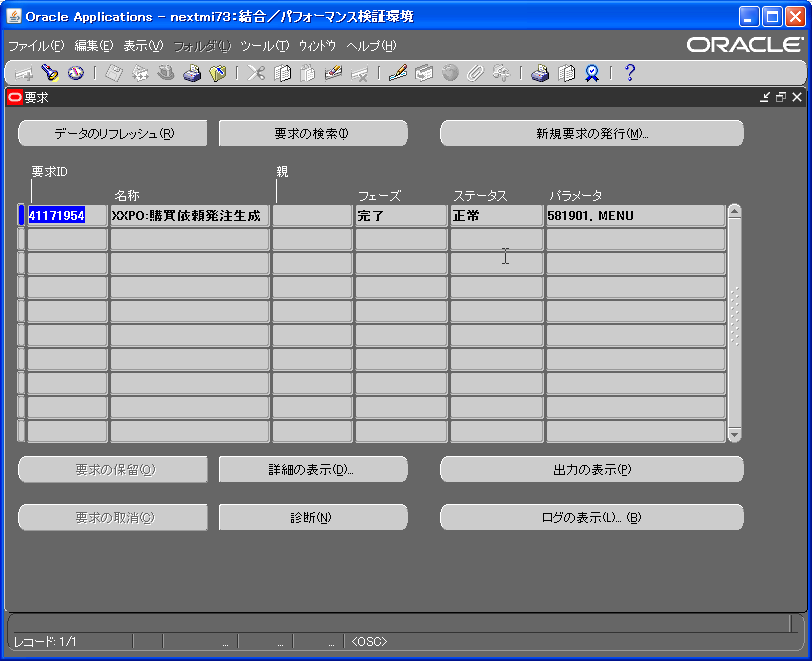 Oracle Applications - nextmi73:結合/パフォーマンス検証環境
ファイル(F) 編集(E) 表示(V) フォルダ(L) ツール(T) ウィンドウ ヘルプ(H)
ORACLE
要求
データのリフレッシュ(R) 要求の検索(I) 新規要求の発行(M)...
要求ID 親
名称 フェーズ ステータス パラメータ
41171954 XXPO:購買依頼発注生成 完了 正常 581901, MENU
要求の保留(O) 詳細の表示(D)... 出力の表示(P)
要求の取消(C) 診断(N) ログの表示(L)... (B)
レコード: 1/1 ... ... ... <OSC>